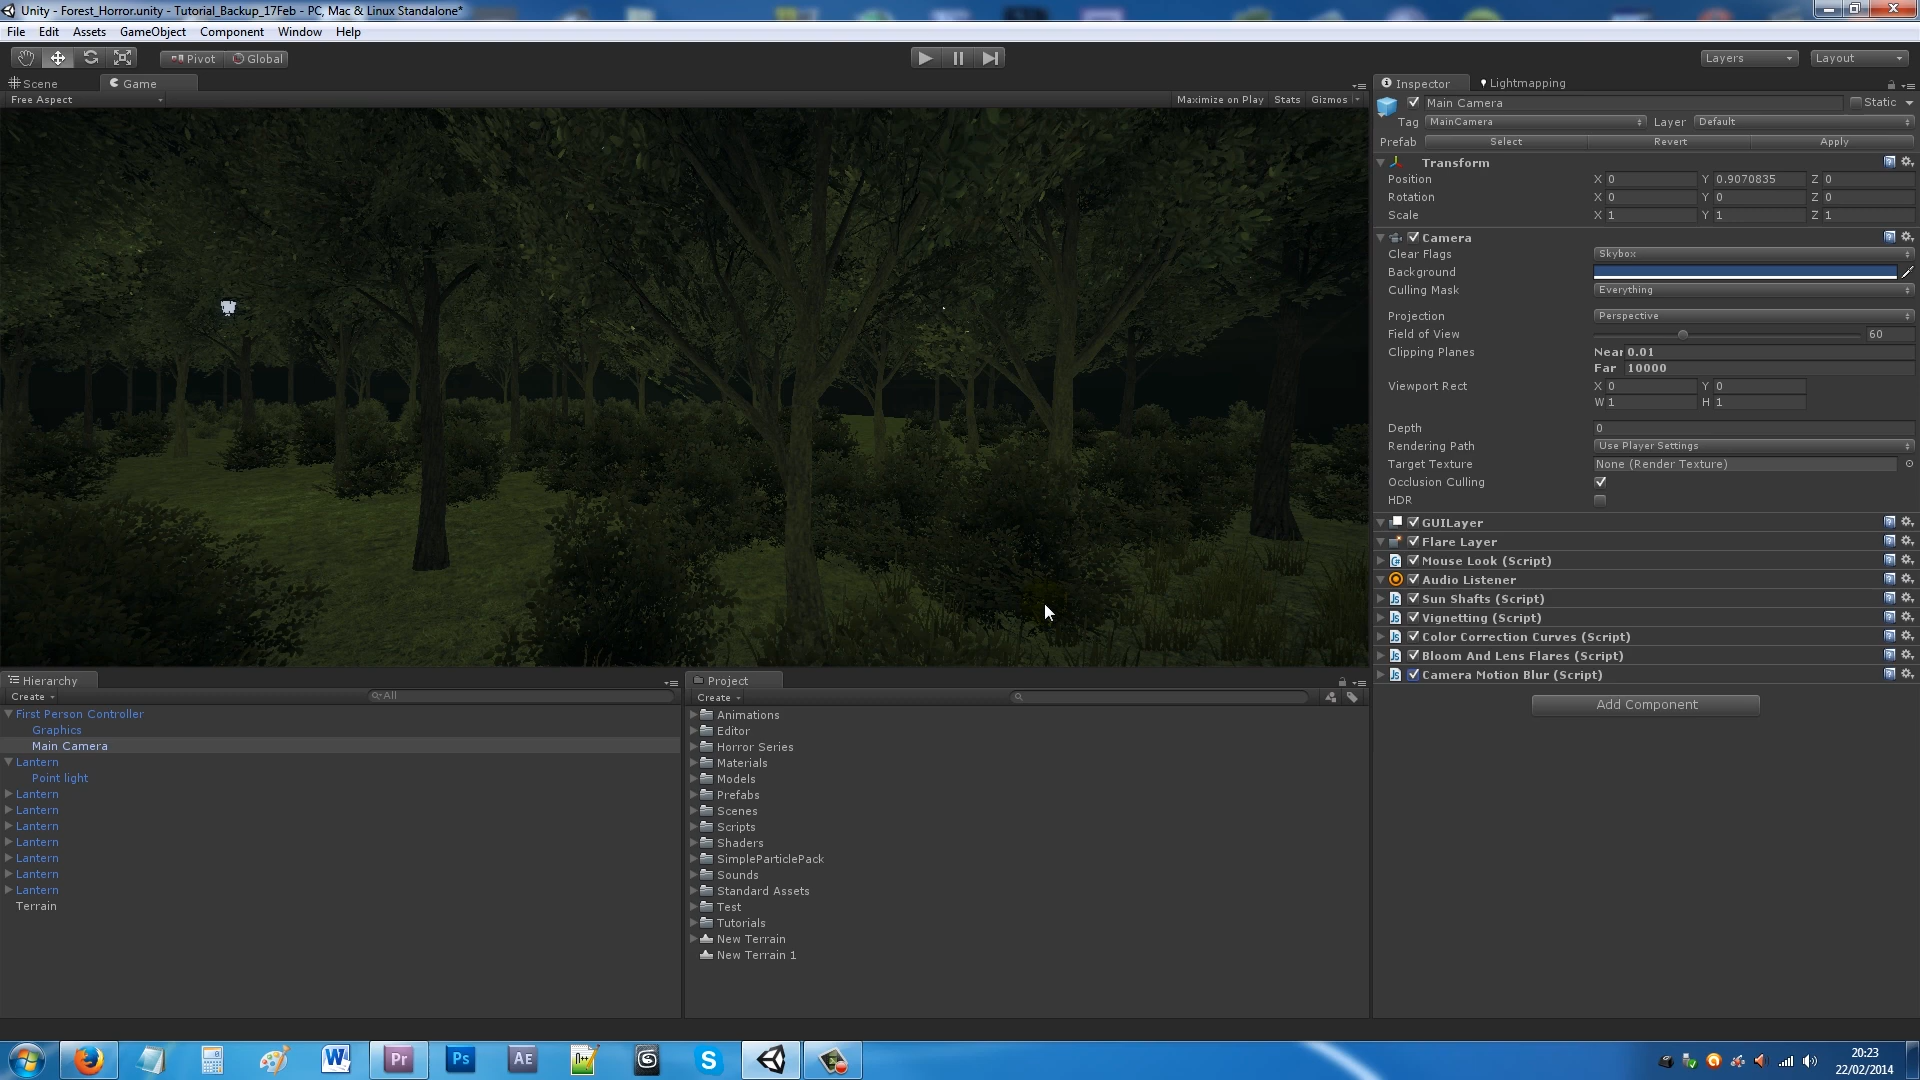 Unity - Forest_Horror.unity - Tutorial_Backup_17Feb - PC, Mac & Linux Standalone*
File Edit Assets GameObject Component Window Help
Pivot Global Layers Layout
Scene Game
Free Aspect Maximize on Play Stats Gizmos
Inspector Lightmapping
Main Camera Static
Tag MainCamera Layer Default
Prefab Select Revert Apply
Transform
Position X 0 Y 0.9070835 Z 0
Rotation X 0 Y 0 Z 0
Scale X 1 Y 1 Z 1
Camera
Clear Flags Skybox
Background
Culling Mask Everything
Projection Perspective
Field of View 60
Clipping Planes Near 0.01
Far 10000
Viewport Rect X 0 Y 0
W 1 H 1
Depth 0
Rendering Path Use Player Settings
Target Texture None (Render Texture)
Occlusion Culling
HDR
GUILayer
Flare Layer
Mouse Look (Script)
Audio Listener
Sun Shafts (Script)
Vignetting (Script)
Color Correction Curves (Script)
Bloom And Lens Flares (Script)
Camera Motion Blur (Script)
Add Component
Hierarchy
Create All
First Person Controller
Graphics
Main Camera
Lantern
Point light
Lantern
Lantern
Lantern
Lantern
Lantern
Lantern
Lantern
Terrain
Project
Create
Animations
Editor
Horror Series
Materials
Models
Prefabs
Scenes
Scripts
Shaders
SimpleParticlePack
Sounds
Standard Assets
Test
Tutorials
New Terrain
New Terrain 1
W Pr Ps AE S
20:23
22/02/2014